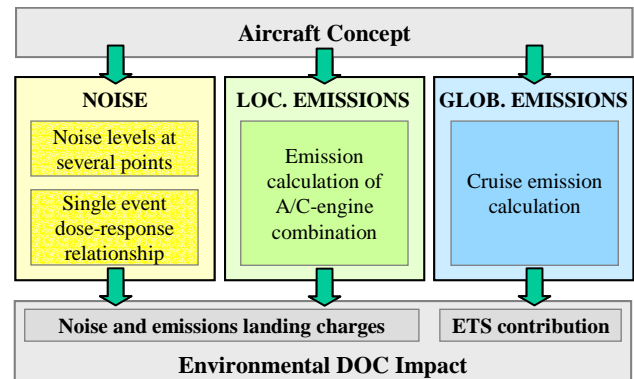 Aircraft Concept
NOISE
Noise levels at
several points
Single event
dose-response
relationship
LOC. EMISSIONS
Emission
calculation of
A/C-engine
combination
GLOB. EMISSIONS
Cruise emission
calculation
Noise and emissions landing charges
ETS contribution
Environmental DOC Impact